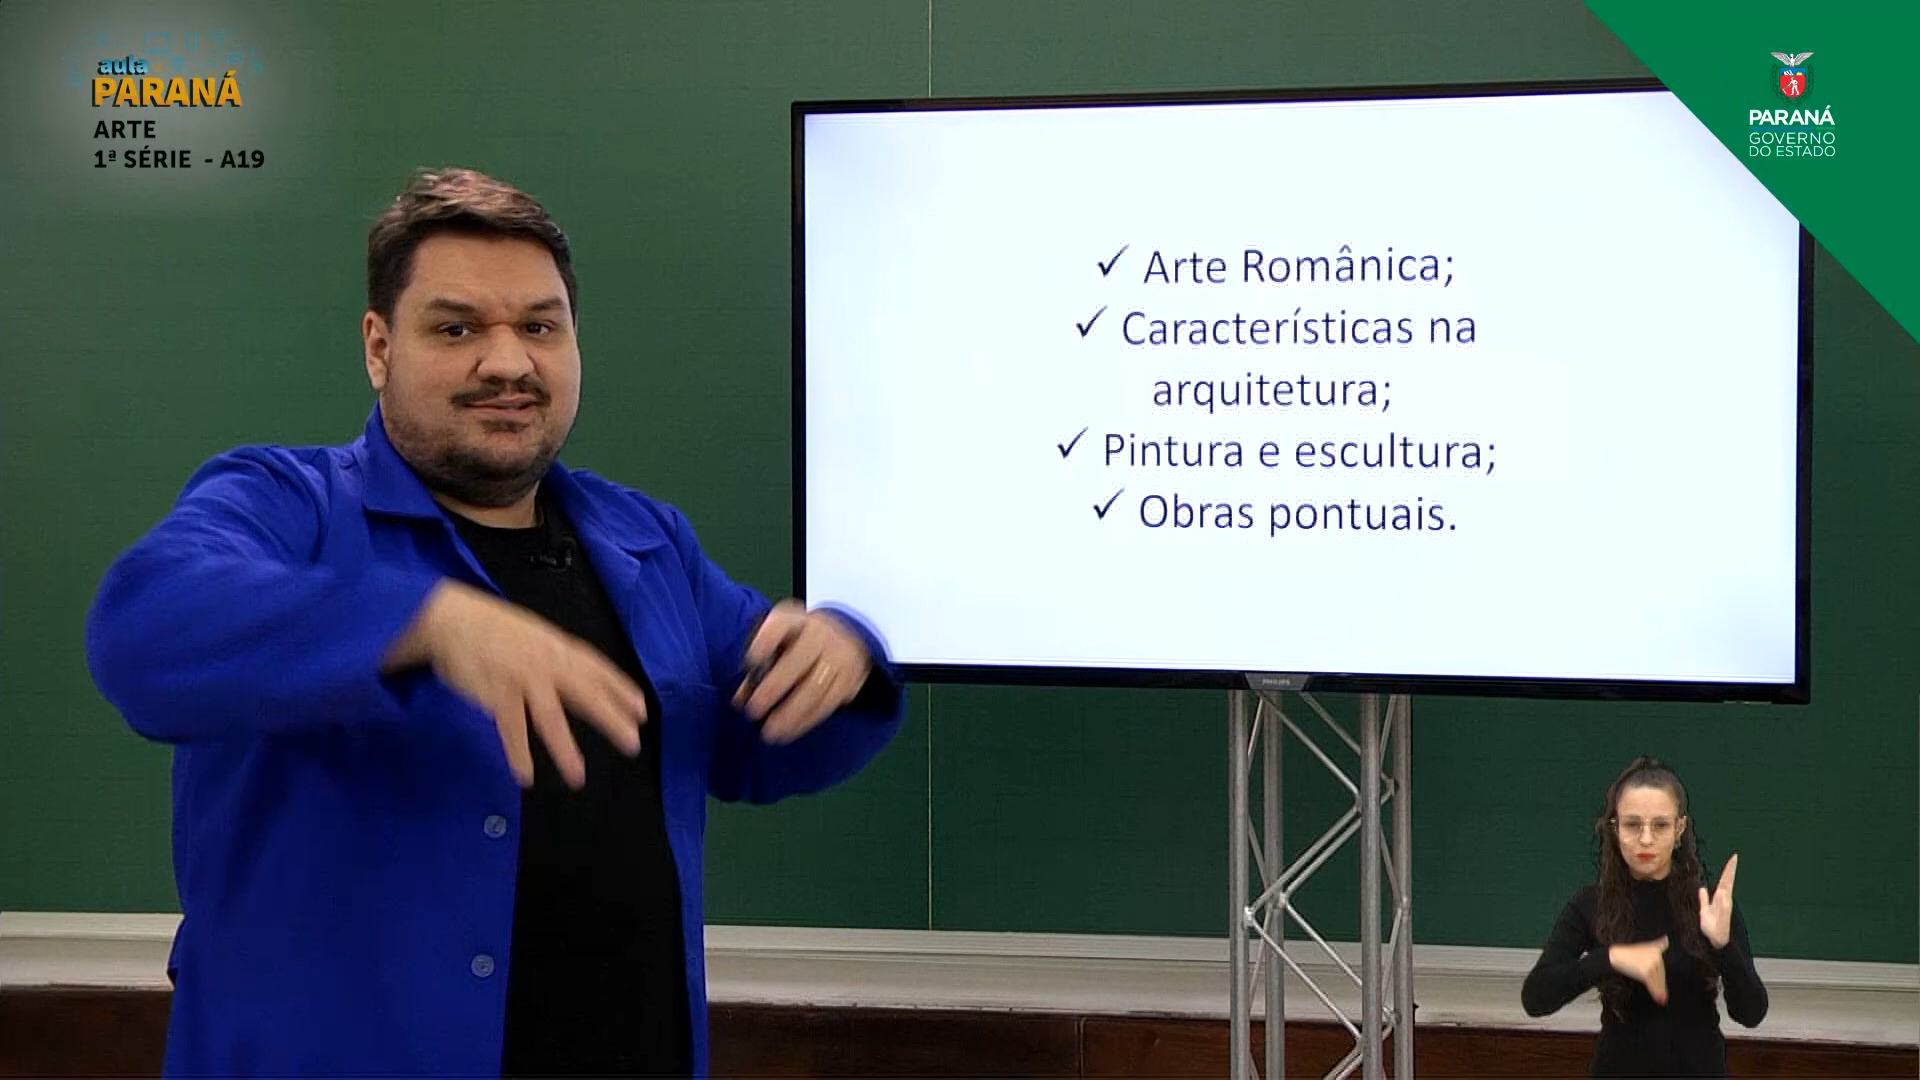 aula
PARANÁ
ARTE
1ª SÉRIE - A19
PARANÁ
GOVERNO
DO ESTADO
✓ Arte Românica;
✓ Características na
arquitetura;
✓ Pintura e escultura;
✓ Obras pontuais.
PHILIPS